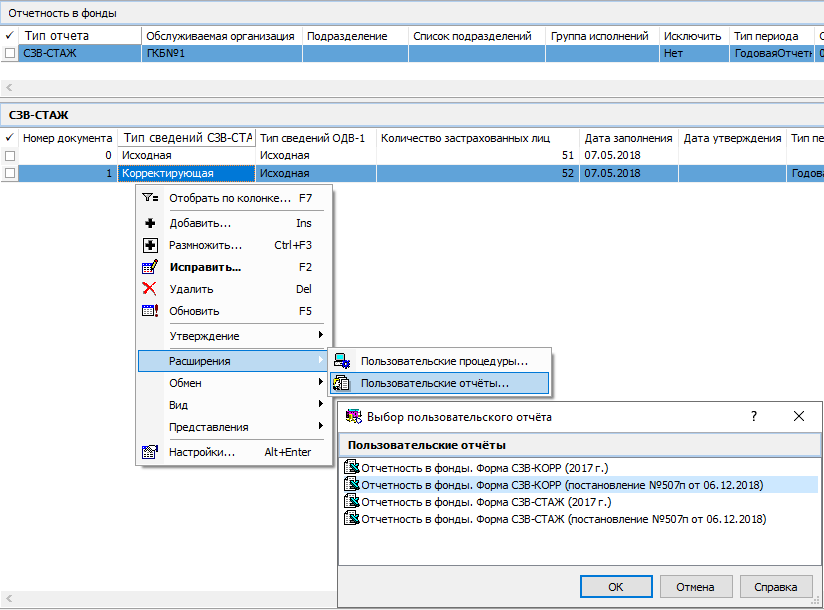 Отчетность в фонды
✓ Тип отчета Обслуживаемая организация Подразделение Список подразделений Группа исполнений Исключить Тип периода
СЗВ-СТАЖ ГКБ№1 Нет ГодоваяОтчетн
СЗВ-СТАЖ
✓ Номер документа Тип сведений СЗВ-СТА Тип сведений ОДВ-1 Количество застрахованных лиц Дата заполнения Дата утверждения Тип пе
0 Исходная Исходная 51 07.05.2018
1 Корректирующая Исходная 52 07.05.2018 Годова
Отобрать по колонке... F7
Добавить... Ins
Размножить... Ctrl+F3
Исправить... F2
Удалить Del
Обновить F5
Утверждение
Расширения
Обмен
Вид
Представления
Настройки... Alt+Enter
Пользовательские процедуры...
Пользовательские отчёты...
Выбор пользовательского отчёта ?
Пользовательские отчёты
Отчетность в фонды. Форма СЗВ-КОРР (2017 г.)
Отчетность в фонды. Форма СЗВ-КОРР (постановление №507п от 06.12.2018)
Отчетность в фонды. Форма СЗВ-СТАЖ (2017 г.)
Отчетность в фонды. Форма СЗВ-СТАЖ (постановление №507п от 06.12.2018)
ОК Отмена Справка